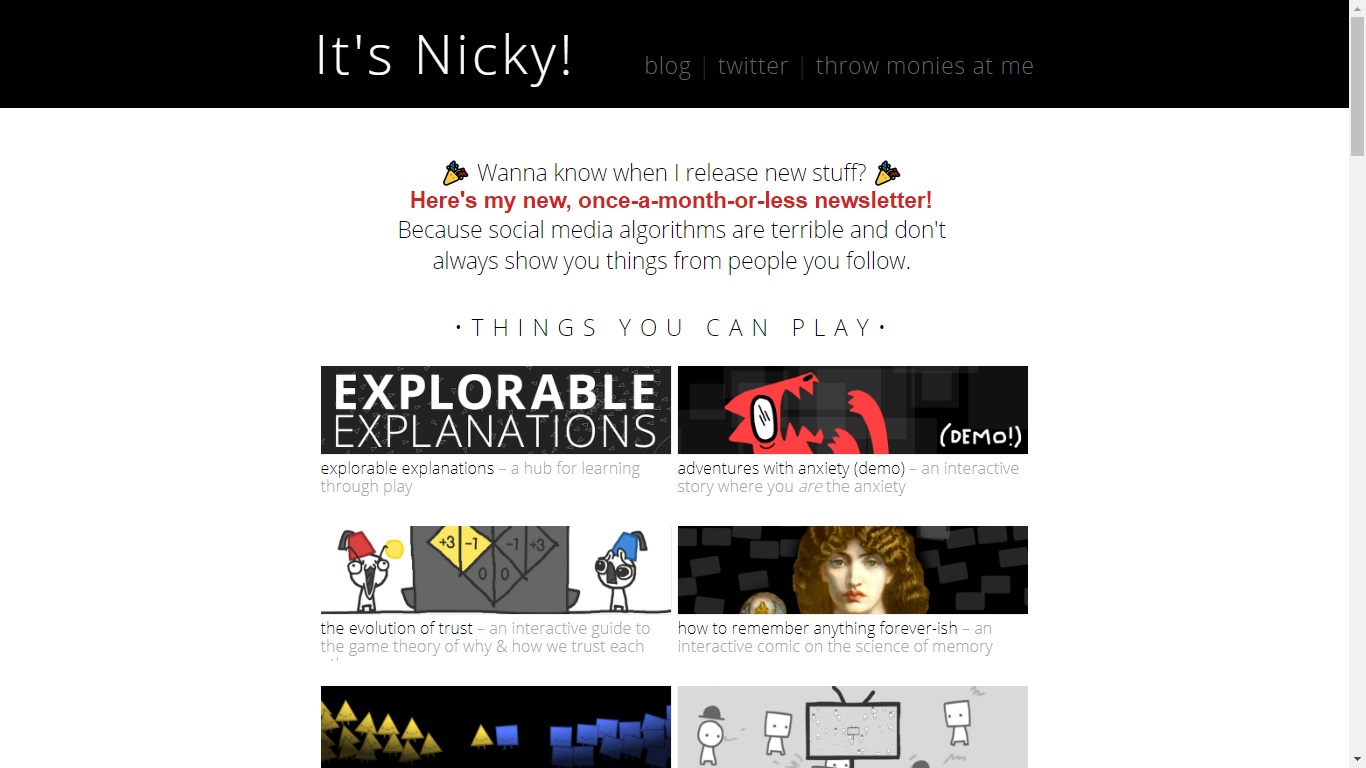 It's Nicky!
blog | twitter | throw monies at me
Wanna know when I release new stuff?
Here's my new, once-a-month-or-less newsletter!
Because social media algorithms are terrible and don't
always show you things from people you follow.
• THINGS YOU CAN PLAY •
EXPLORABLE
EXPLANATIONS
explorable explanations – a hub for learning
through play
(DEMO!)
adventures with anxiety (demo) – an interactive
story where you are the anxiety
+3 -1 -1 +3
0 0
the evolution of trust – an interactive guide to
the game theory of why & how we trust each
how to remember anything forever-ish – an
interactive comic on the science of memory